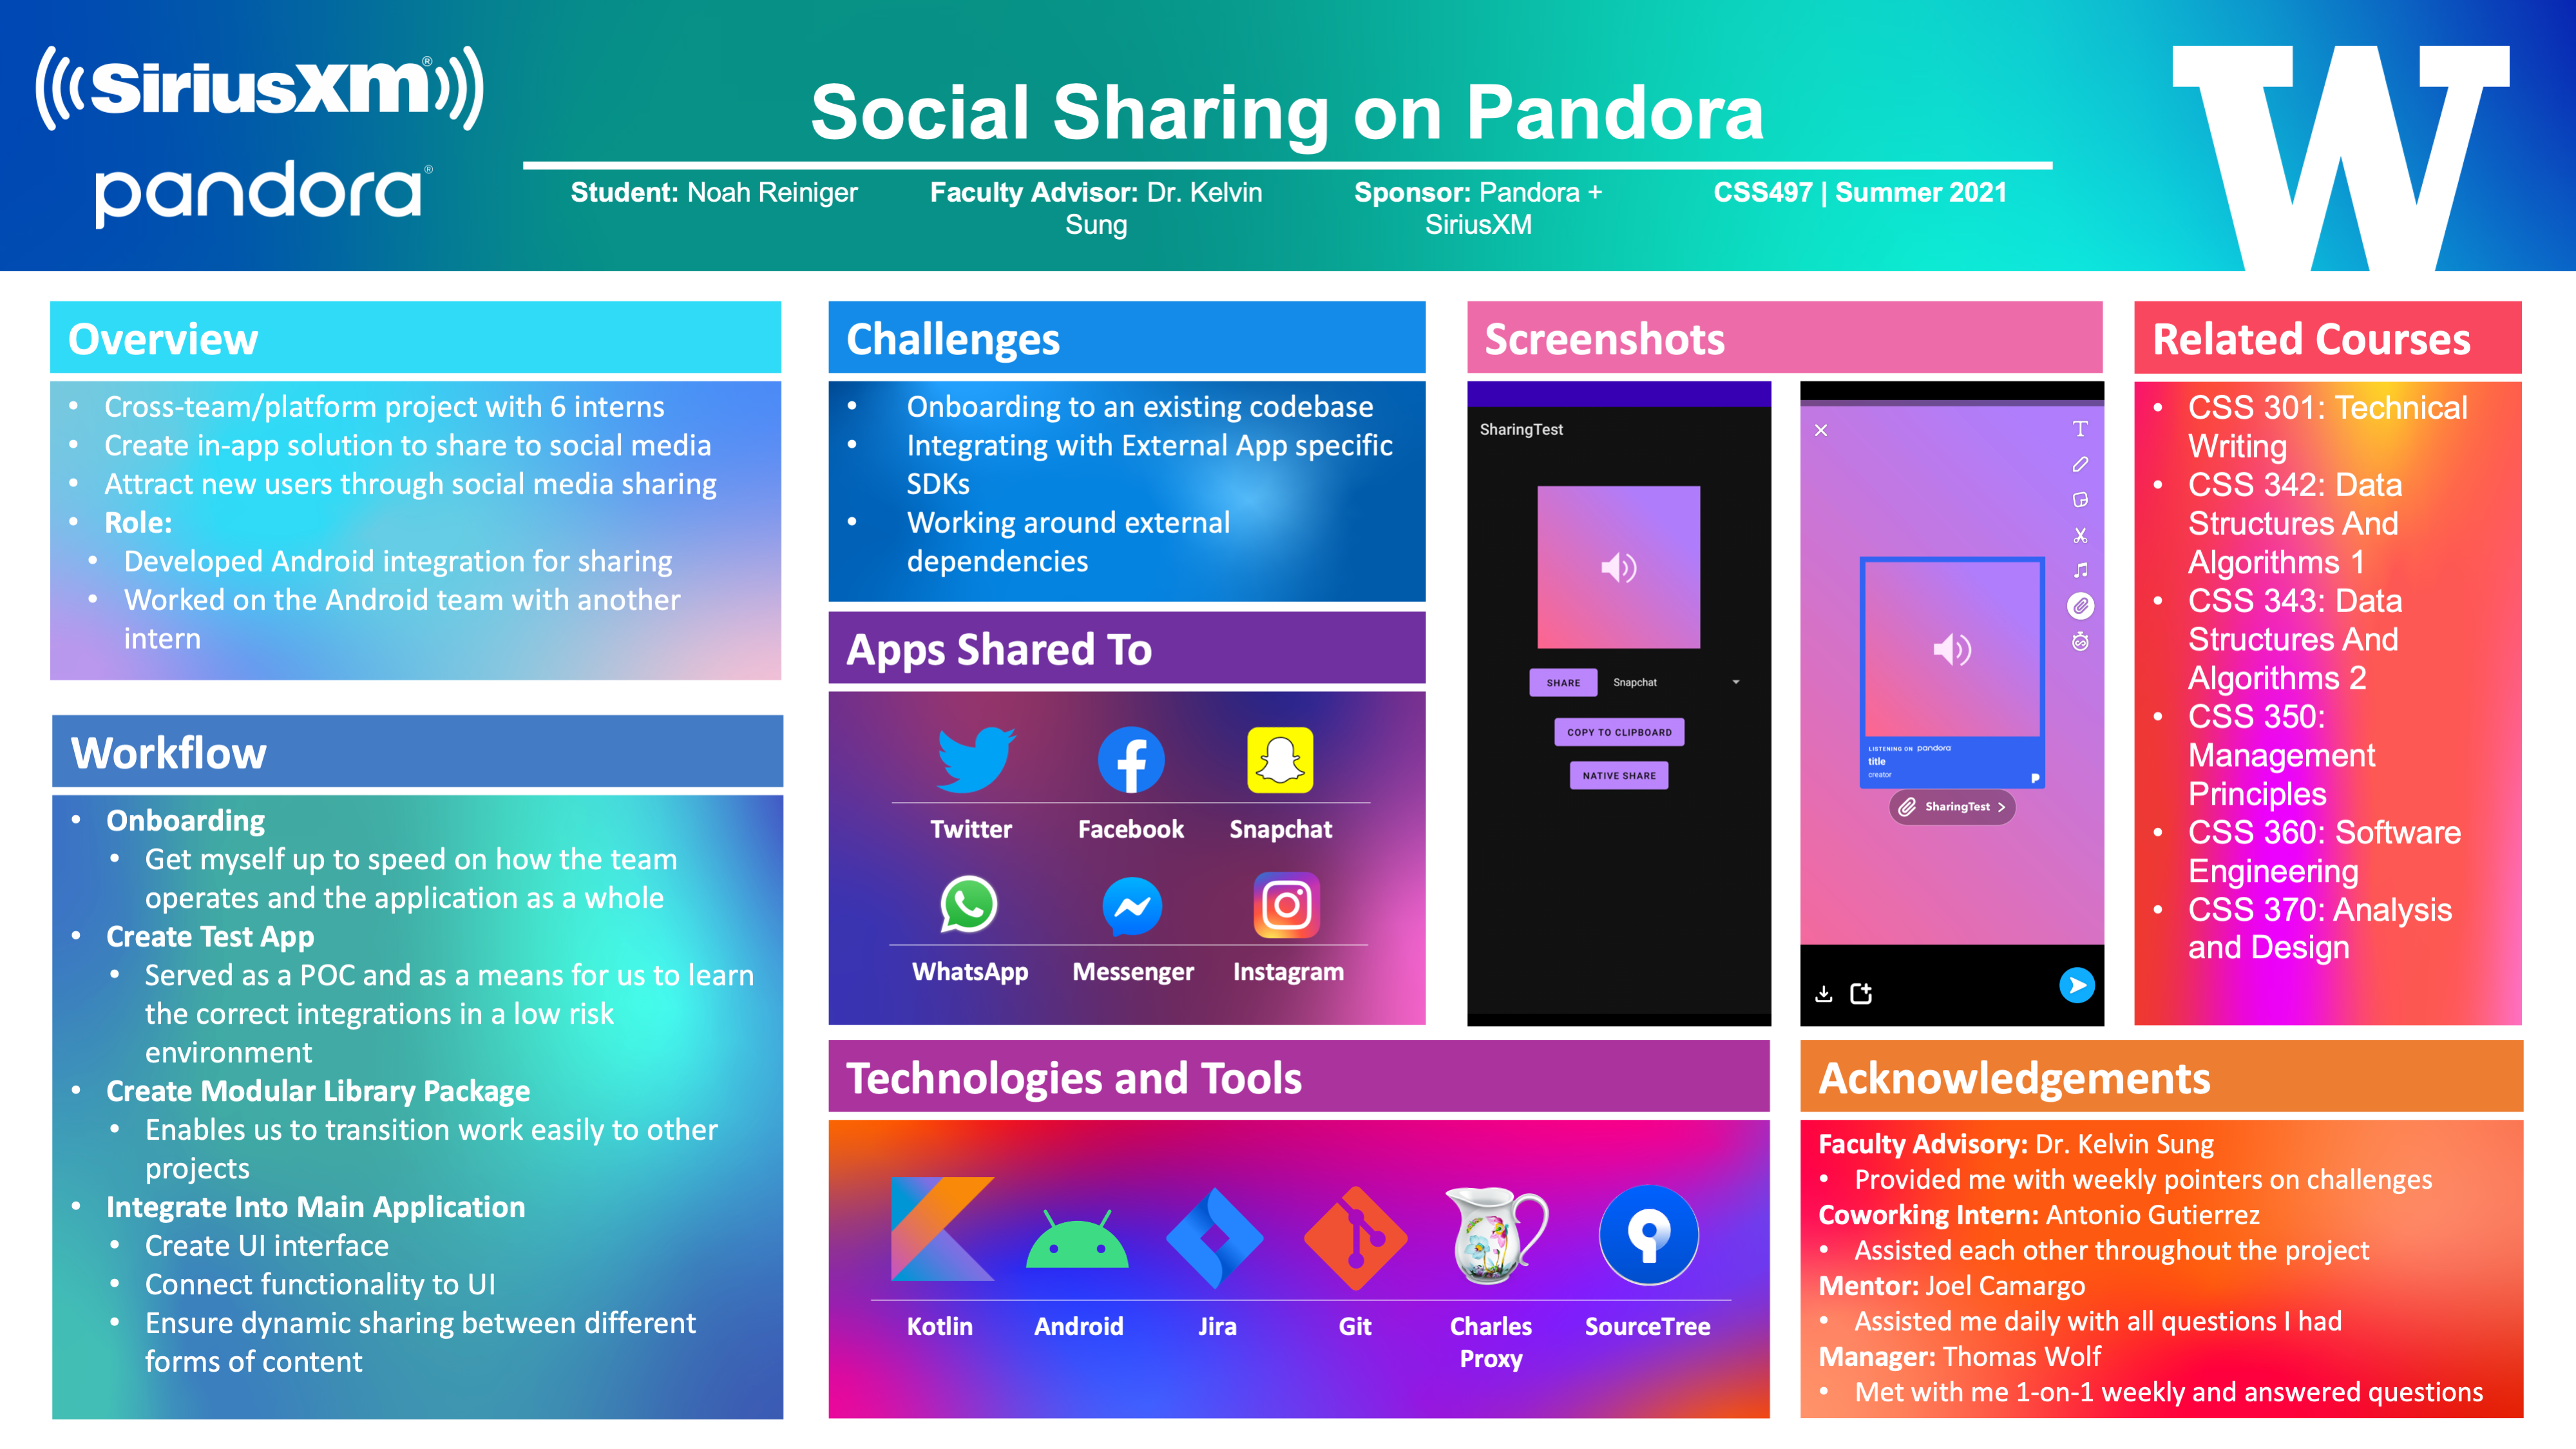 SiriusXm®
pandora®
Social Sharing on Pandora
Student: Noah Reiniger
Faculty Advisor: Dr. Kelvin
Sung
Sponsor: Pandora +
SiriusXM
CSS497 | Summer 2021
W
Overview
• Cross-team/platform project with 6 interns
• Create in-app solution to share to social media
• Attract new users through social media sharing
• Role:
• Developed Android integration for sharing
• Worked on the Android team with another
intern
Workflow
• Onboarding
• Get myself up to speed on how the team
operates and the application as a whole
• Create Test App
• Served as a POC and as a means for us to learn
the correct integrations in a low risk
environment
• Create Modular Library Package
• Enables us to transition work easily to other
projects
• Integrate Into Main Application
• Create UI interface
• Connect functionality to UI
• Ensure dynamic sharing between different
forms of content
Challenges
• Onboarding to an existing codebase
• Integrating with External App specific
SDKs
• Working around external
dependencies
Apps Shared To
Twitter Facebook Snapchat
WhatsApp Messenger Instagram
Screenshots
SharingTest
SHARE Snapchat
COPY TO CLIPBOARD
NATIVE SHARE
T
LISTENING ON pandora
title
creator
SharingTest >
Related Courses
• CSS 301: Technical
Writing
• CSS 342: Data
Structures And
Algorithms 1
• CSS 343: Data
Structures And
Algorithms 2
• CSS 350:
Management
Principles
• CSS 360: Software
Engineering
• CSS 370: Analysis
and Design
Technologies and Tools
Kotlin Android Jira Git Charles SourceTree
Proxy
Acknowledgements
Faculty Advisory: Dr. Kelvin Sung
• Provided me with weekly pointers on challenges
Coworking Intern: Antonio Gutierrez
• Assisted each other throughout the project
Mentor: Joel Camargo
• Assisted me daily with all questions I had
Manager: Thomas Wolf
• Met with me 1-on-1 weekly and answered questions